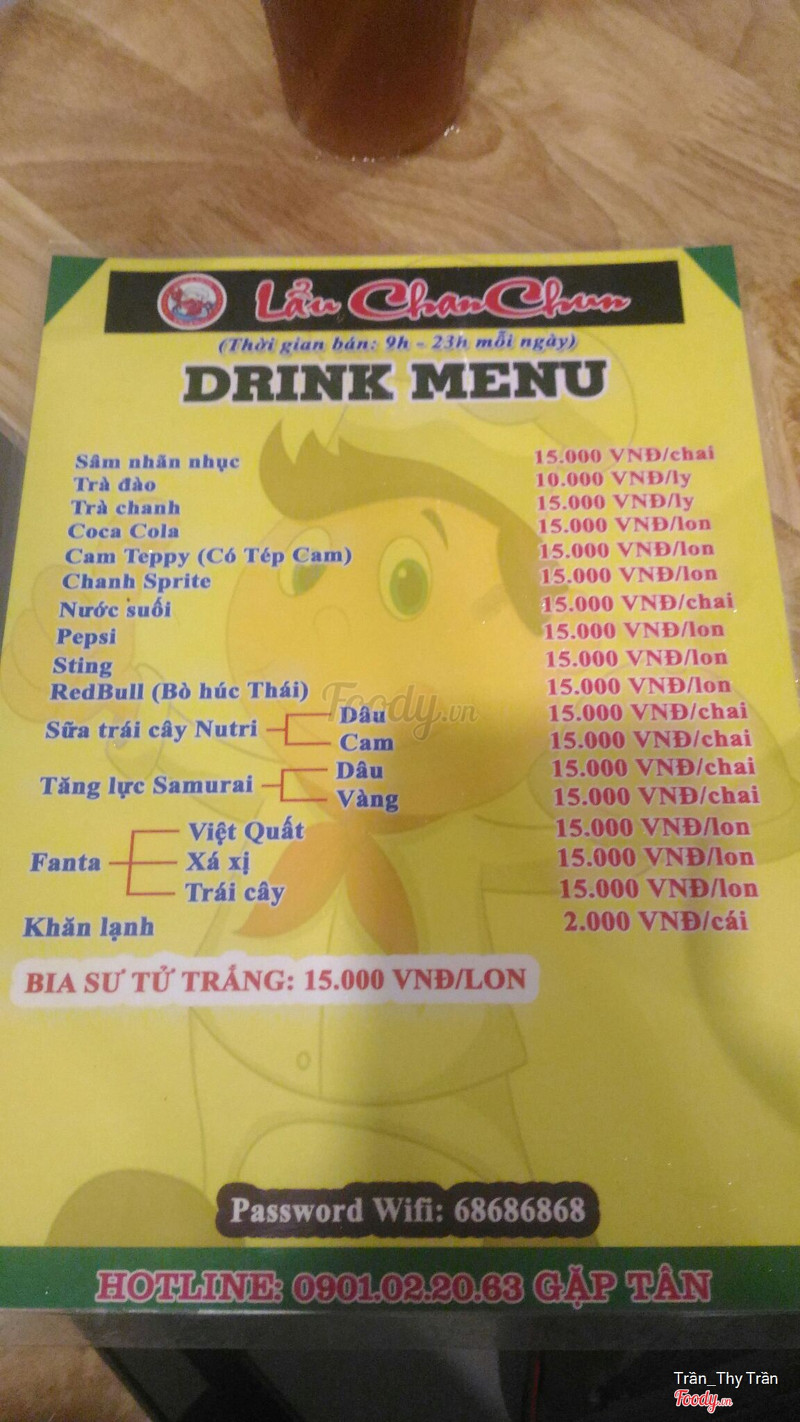 Lẩu ChănChun
(Thời gian bán: 9h - 23h mỗi ngày)
DRINK MENU
Sâm nhãn nhục 15.000 VNĐ/chai
Trà đào 10.000 VNĐ/ly
Trà chanh 15.000 VNĐ/ly
Coca Cola 15.000 VNĐ/lon
Cam Teppy (Có Tép Cam) 15.000 VNĐ/lon
Chanh Sprite 15.000 VNĐ/lon
Nước suối 15.000 VNĐ/chai
Pepsi 15.000 VNĐ/lon
Sting 15.000 VNĐ/lon
RedBull (Bò húc Thái) 15.000 VNĐ/lon
Sữa trái cây Nutri Dâu 15.000 VNĐ/chai
Cam 15.000 VNĐ/chai
Tăng lực Samurai Dâu 15.000 VNĐ/chai
Vàng 15.000 VNĐ/chai
Fanta Việt Quất 15.000 VNĐ/lon
Xá xị 15.000 VNĐ/lon
Trái cây 15.000 VNĐ/lon
Khăn lạnh 2.000 VNĐ/cái
BIA SƯ TỬ TRẮNG: 15.000 VNĐ/LON
Password Wifi: 68686868
HOTLINE: 0901.02.20.63 GẶP TÂN
Foody.vn
Trần_Thy Trần
Foody.vn